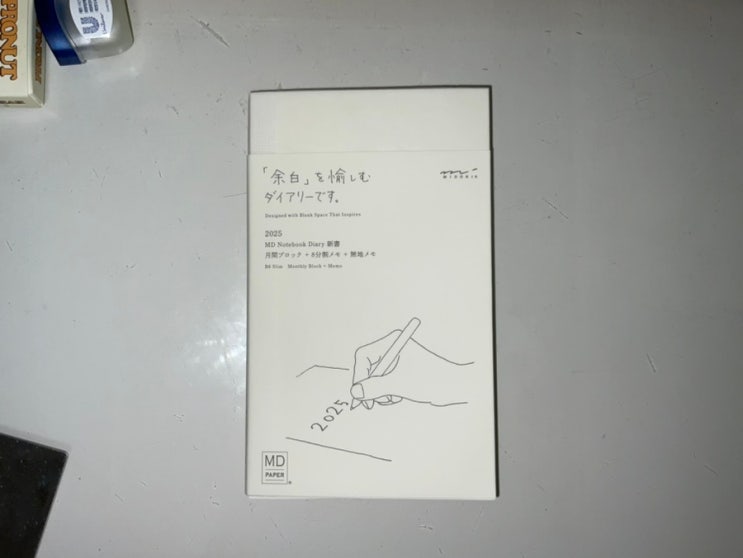 PRONUT
「余白」を愉しむ
ダイアリーです。
MIDORI
Designed with Blank Space That Inspires
2025
MD Notebook Diary 新書
月間ブロック + 8分割メモ + 無地メモ
B6 Slim Monthly Block + Memo
2025
MD
PAPER